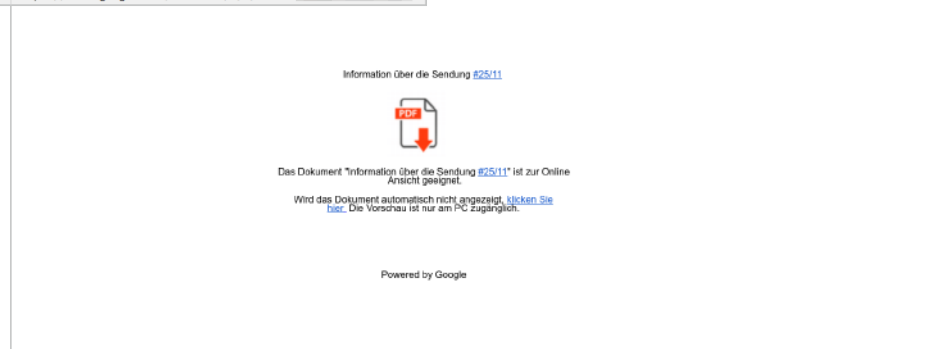 Information über die Sendung #25/11
PDF
Das Dokument "Information über die Sendung #25/11" ist zur Online
Ansicht geeignet.
Wird das Dokument automatisch nicht angezeigt, klicken Sie
hier. Die Vorschau ist nur am PC zugänglich.
Powered by Google